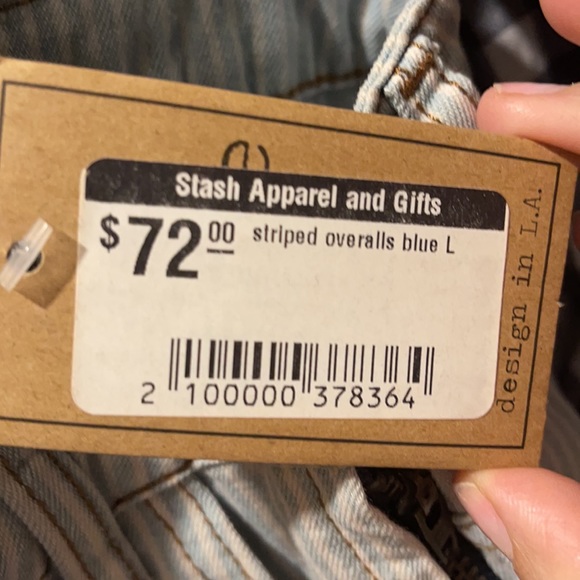 Stash Apparel and Gifts
$72.00 striped overalls blue L
2 100000 378364
design in L.A.